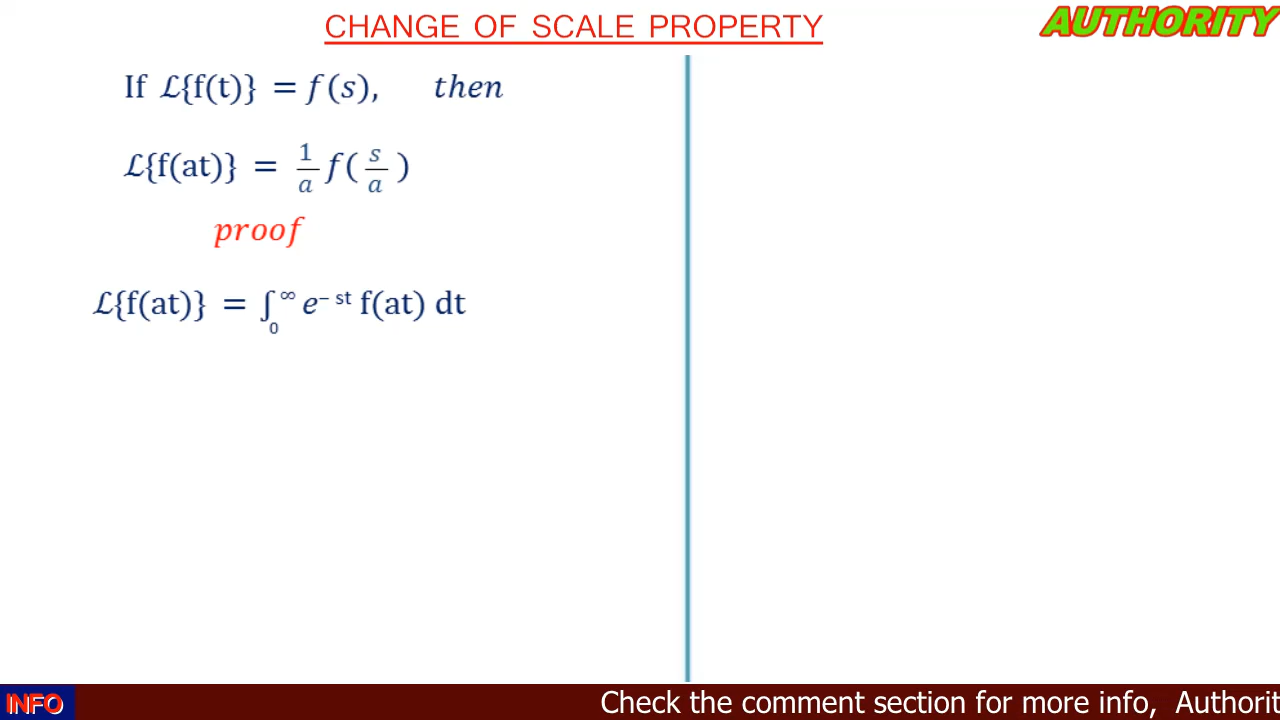 CHANGE OF SCALE PROPERTY
AUTHORITY
If ℒ{f(t)} = f(s), then
ℒ{f(at)} = 1/a f( s/a )
proof
ℒ{f(at)} = ∫₀^∞ e^– st f(at) dt
INFO
Check the comment section for more info, Authorit